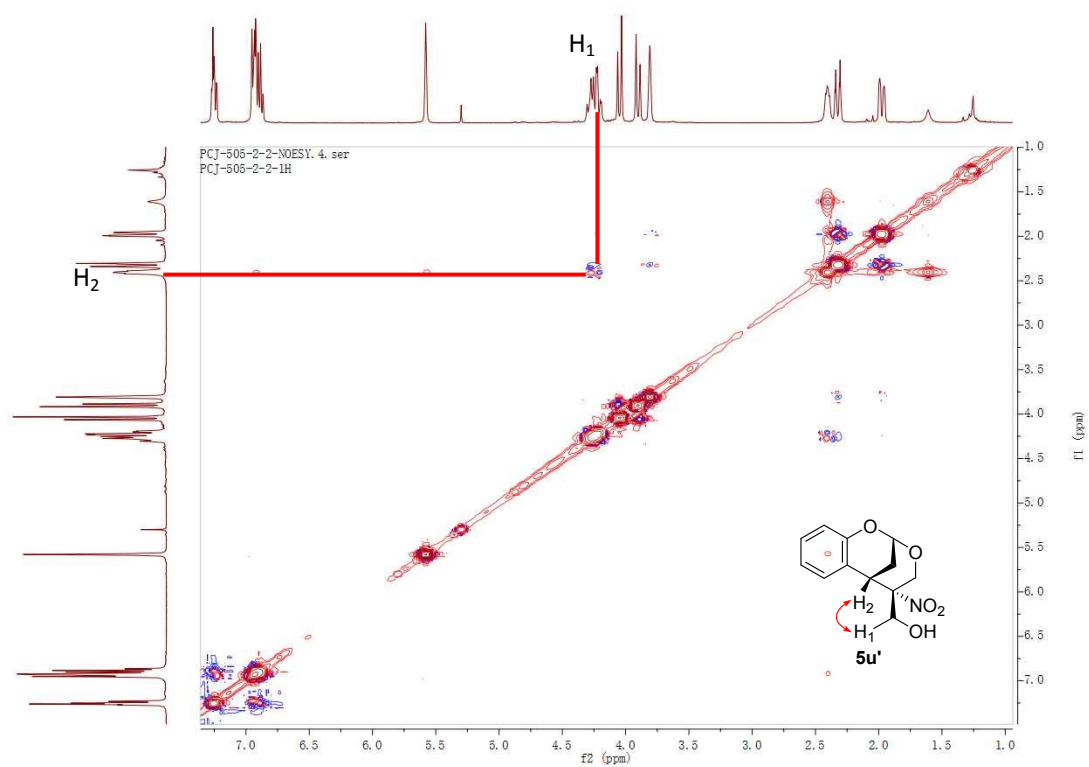 H₁
PCJ-505-2-2-NOESY.4.ser
PCJ-505-2-2-1H
H₂
1.0
1.5
2.0
2.5
3.0
3.5
4.0
4.5
5.0
5.5
6.0
6.5
7.0
f1 (ppm)
O
O
H₂
NO₂
H₁
OH
5u'
7.0 6.5 6.0 5.5 5.0 4.5 4.0 3.5 3.0 2.5 2.0 1.5 1.0
f2 (ppm)